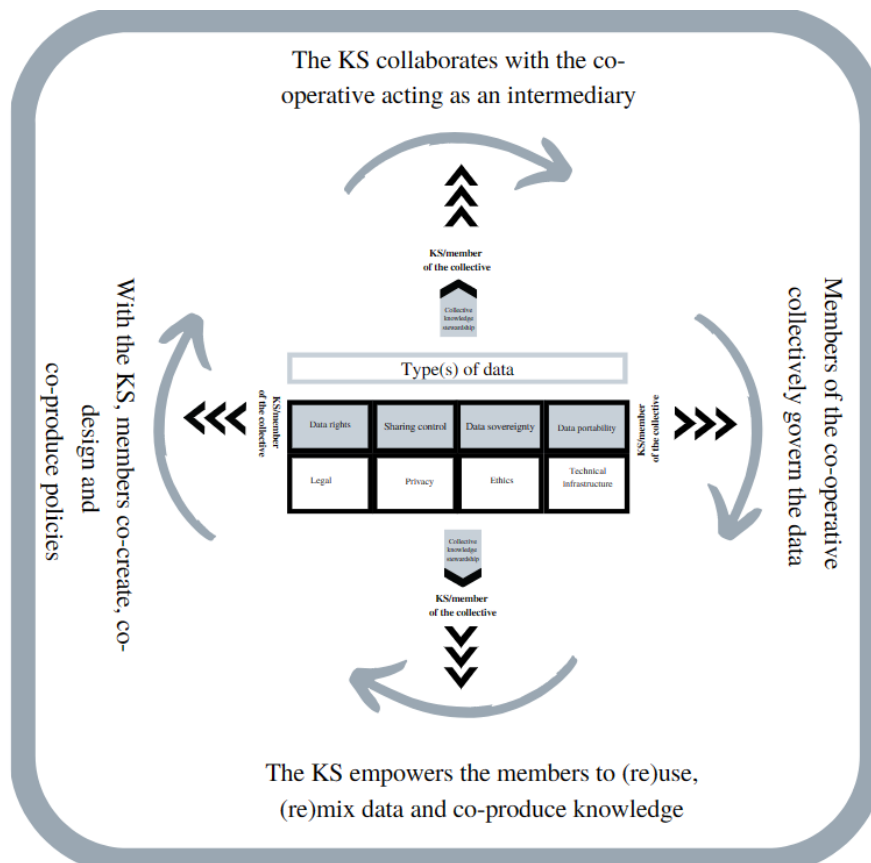 The KS collaborates with the co-
operative acting as an intermediary
KS/member
of the collective
Collective
knowledge
stewardship
With the KS, members co-create, co-
design and
co-produce policies
KS/member
of the collective
Type(s) of data
Data rights
Sharing control
Data sovereignty
Data portability
Legal
Privacy
Ethics
Technical
infrastructure
KS/member
of the collective
Members of the co-operative
collectively govern the data
Collective
knowledge
stewardship
KS/member
of the collective
The KS empowers the members to (re)use,
(re)mix data and co-produce knowledge